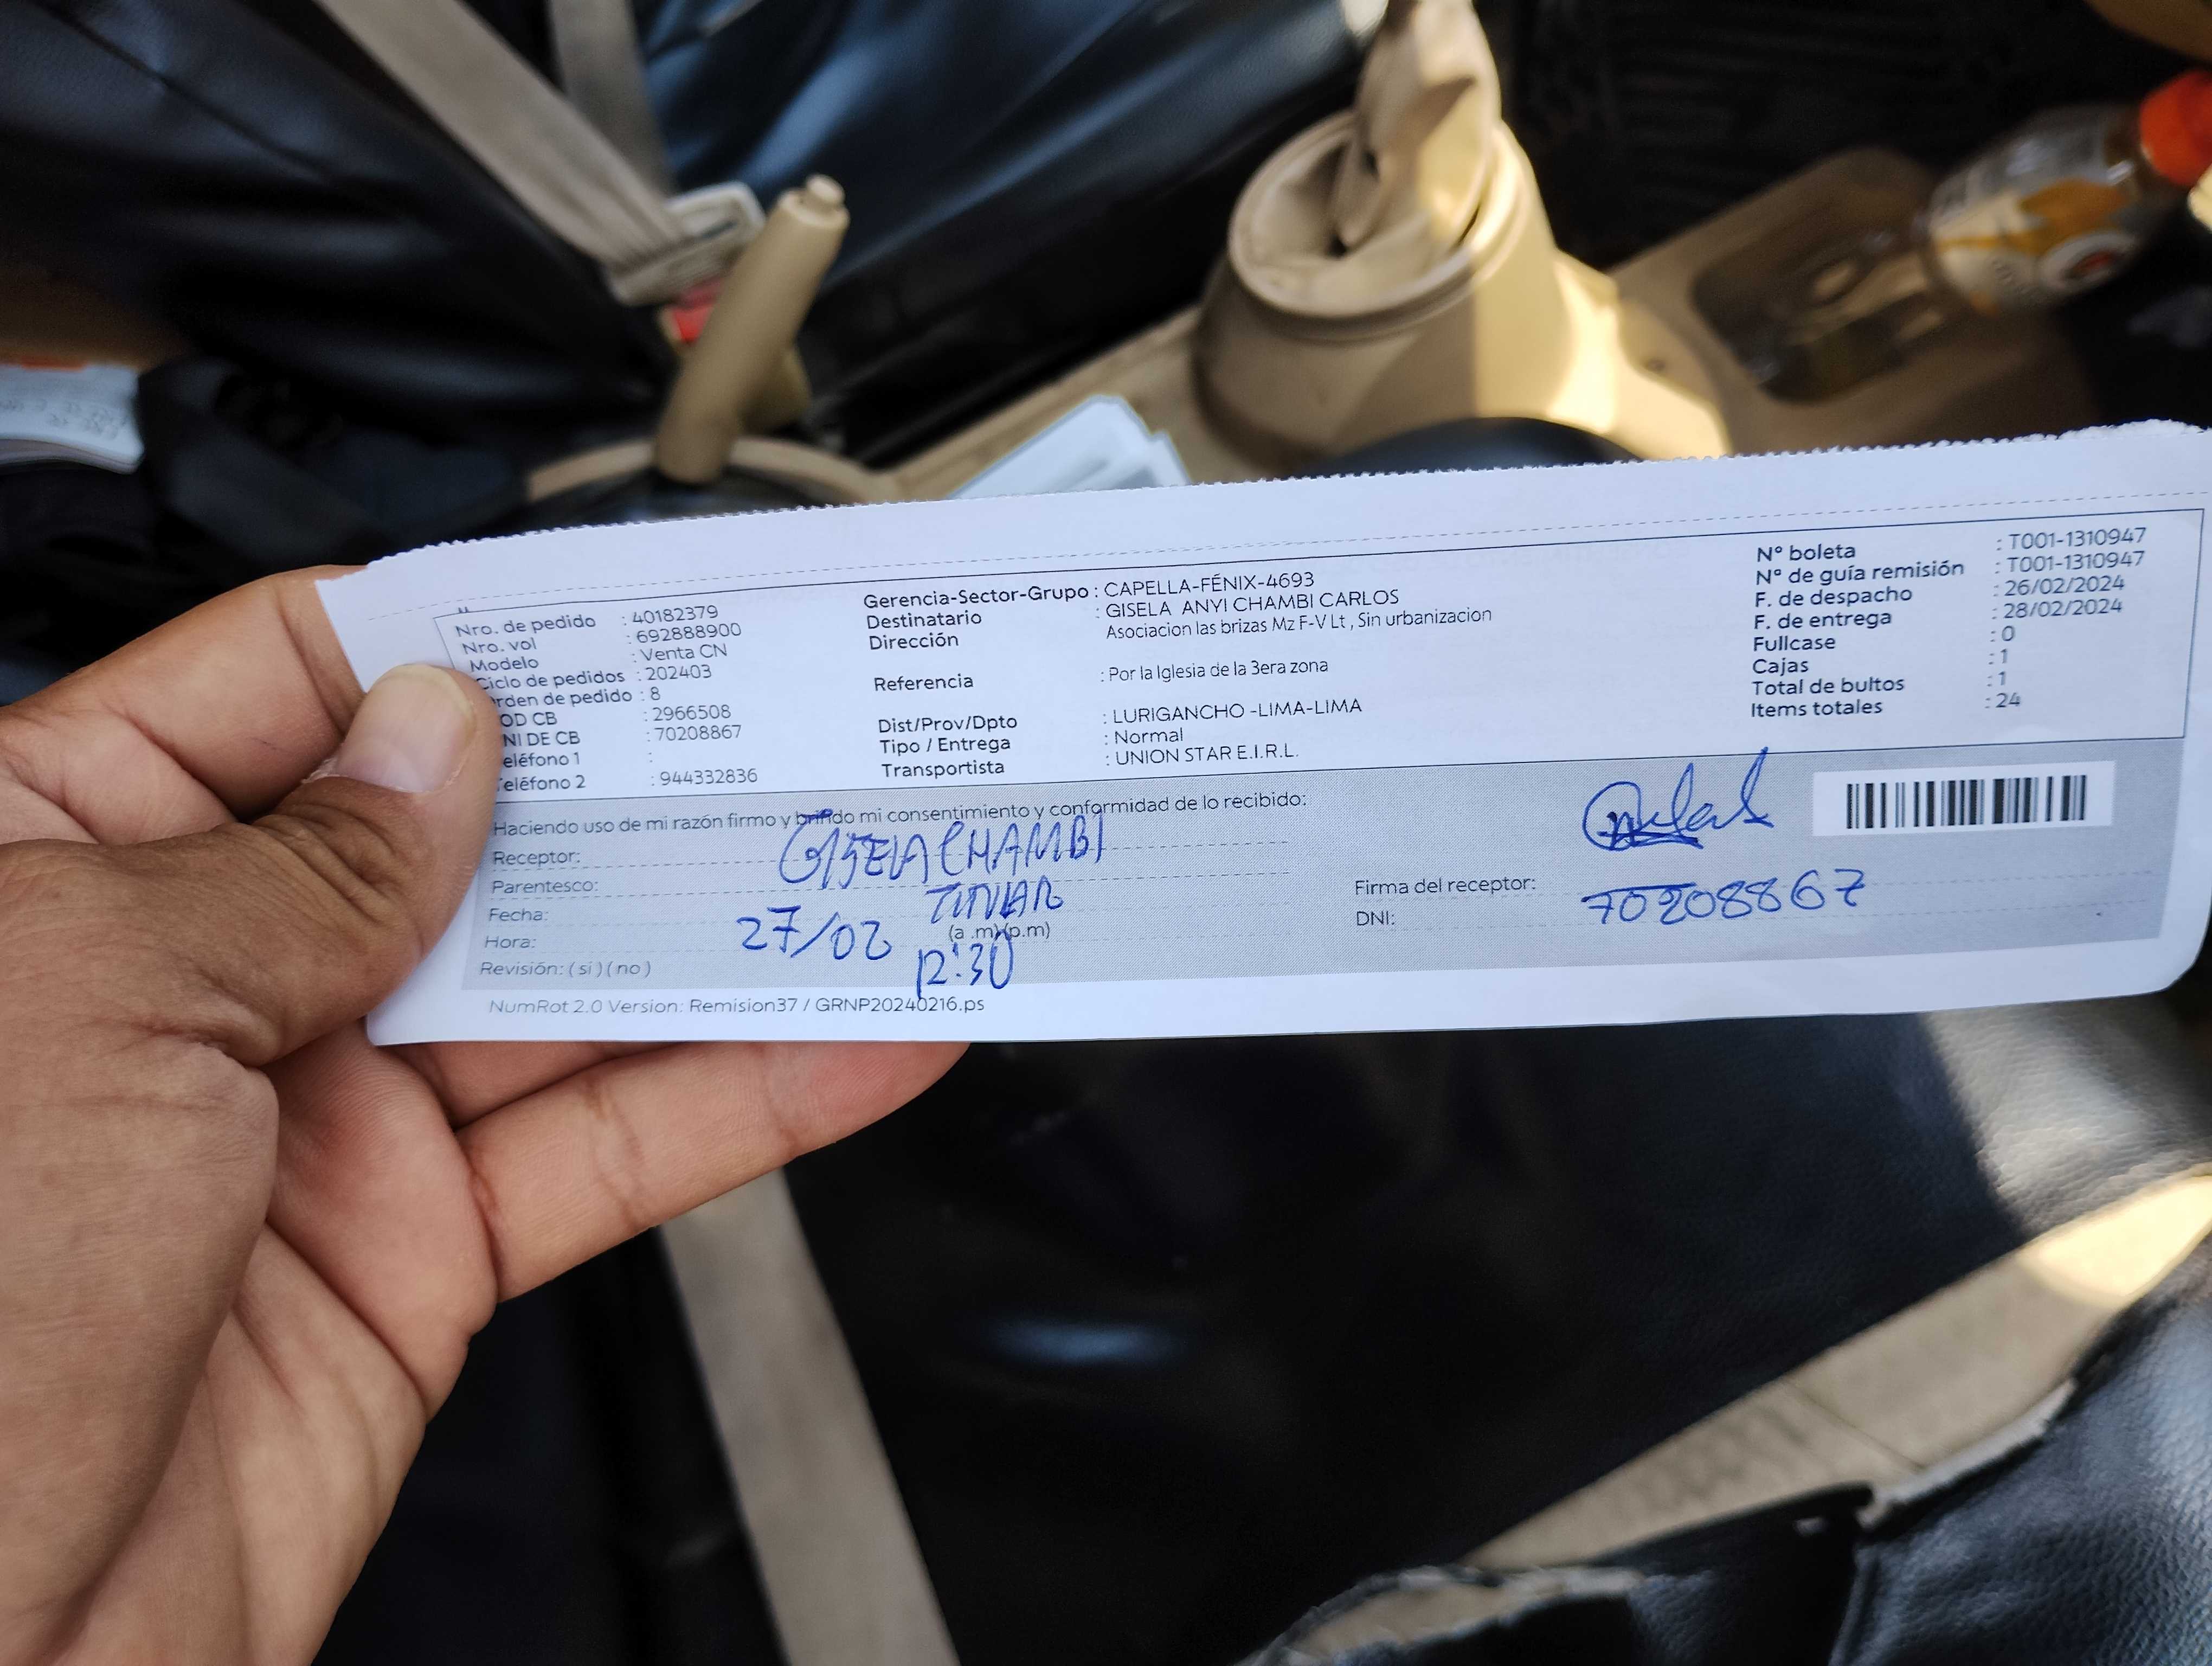 Nro. de pedido : 40182379
Nro. vol : 692888900
Modelo : Venta CN
Ciclo de pedidos : 202403
rden de pedido : 8
OD CB : 2966508
NI DE CB : 70208867
eléfono 1 :
eléfono 2 : 944332836
Gerencia-Sector-Grupo : CAPELLA-FÉNIX-4693
Destinatario : GISELA ANYI CHAMBI CARLOS
Dirección Asociacion las brizas Mz F-V Lt , Sin urbanizacion
Referencia : Por la Iglesia de la 3era zona
Dist/Prov/Dpto : LURIGANCHO -LIMA-LIMA
Tipo / Entrega : Normal
Transportista : UNION STAR E.I.R.L.
N° boleta : T001-1310947
N° de guía remisión : T001-1310947
F. de despacho : 26/02/2024
F. de entrega : 28/02/2024
Fullcase : 0
Cajas : 1
Total de bultos : 1
Items totales : 24
Haciendo uso de mi razón firmo y brindo mi consentimiento y conformidad de lo recibido:
Receptor: GISELA CHAMBI
Parentesco: TITULAR
Fecha: 27/02
Hora: 12:30 (a .m) (p.m)
Revisión: ( si ) ( no )
Firma del receptor:
DNI: 70208867
NumRot 2.0 Version: Remision37 / GRNP20240216.ps